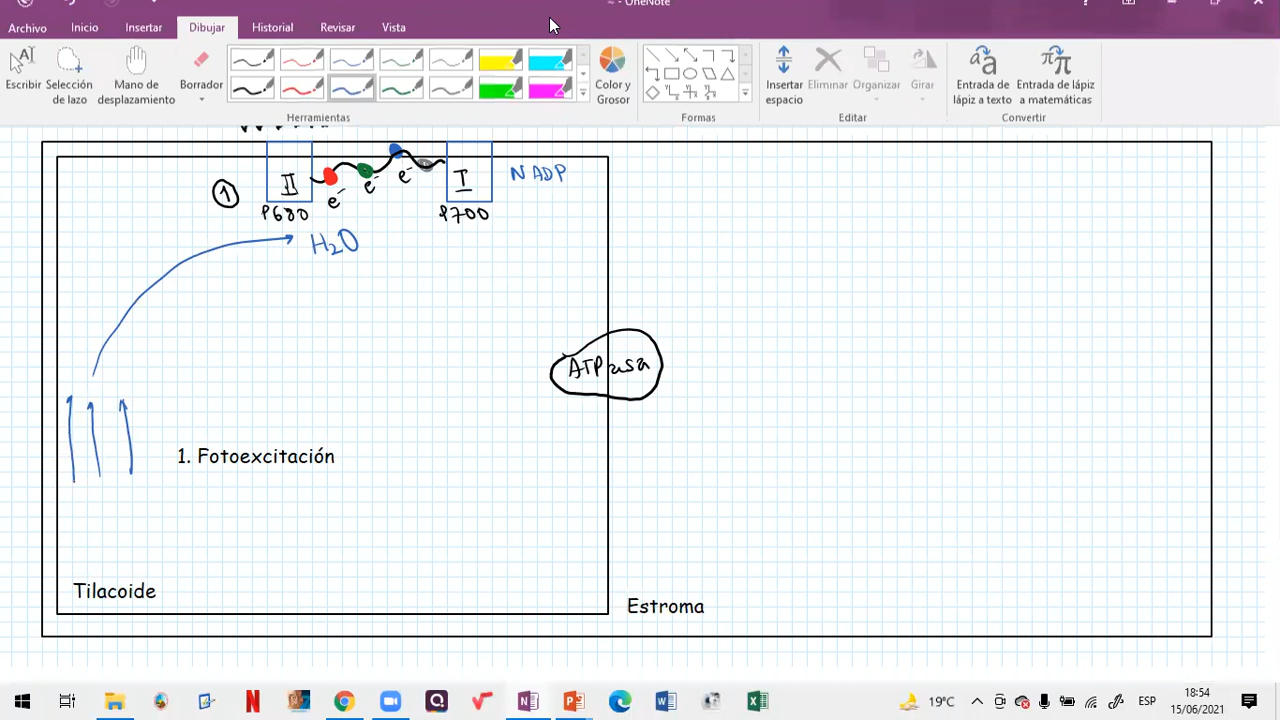 - OneNote
?
Archivo Inicio Insertar Dibujar Historial Revisar Vista
Escribir
Selección de lazo
Mano de desplazamiento
Borrador
Color y Grosor
Insertar espacio
Eliminar
Organizar
Girar
Entrada de lápiz a texto
Entrada de lápiz a matemáticas
Herramientas Formas Editar Convertir
1 II I NADP
e- e- e-
P680 P700
H2O
ATPasa
1. Fotoexcitación
Tilacoide
Estroma
19°C ESP 18:54
15/06/2021